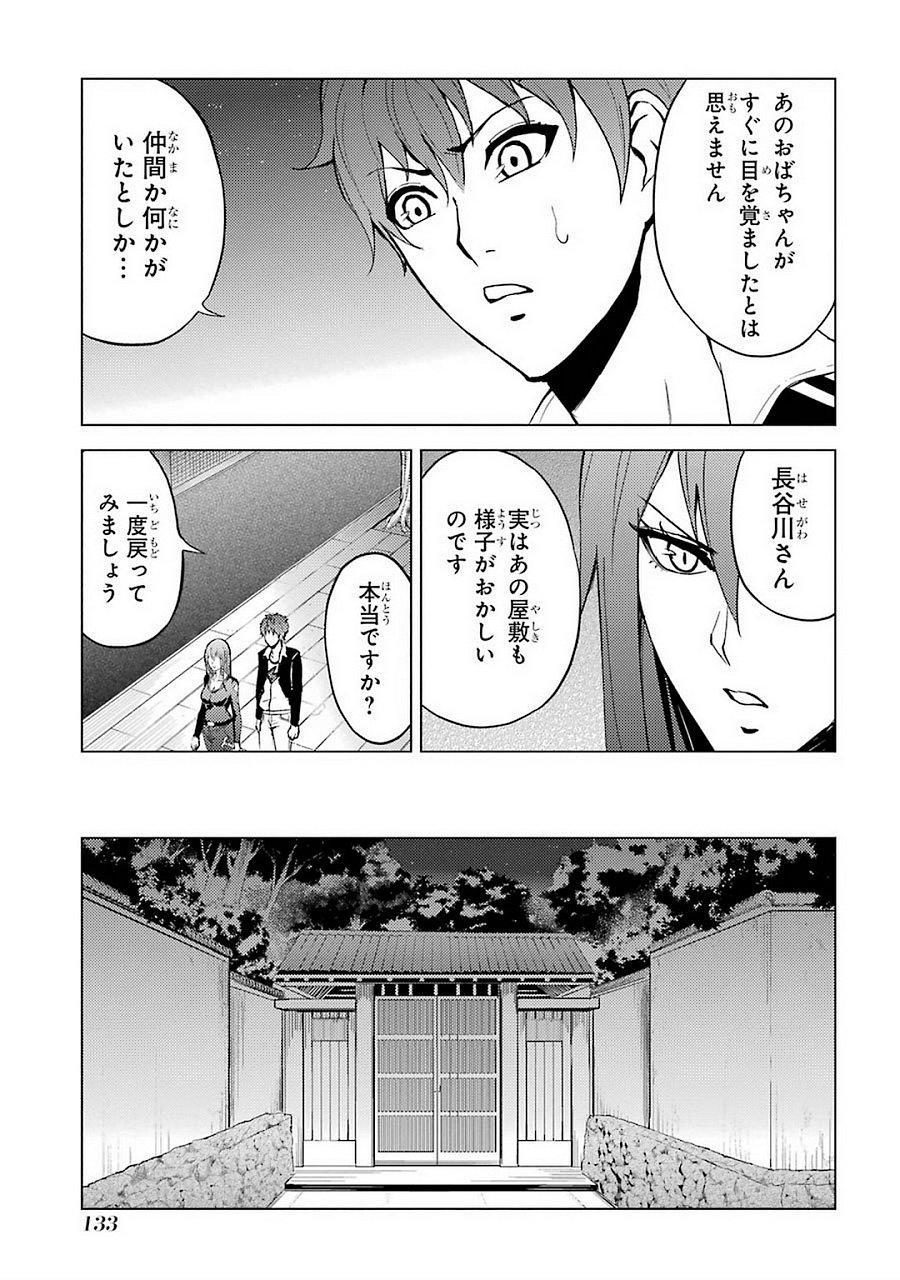 あのおばちゃんが
すぐに目を覚ましたとは
思えません
仲間か何かが
いたとしか…
長谷川さん
実はあの屋敷も
様子がおかしい
のです
本当ですか？
一度戻って
みましょう
133